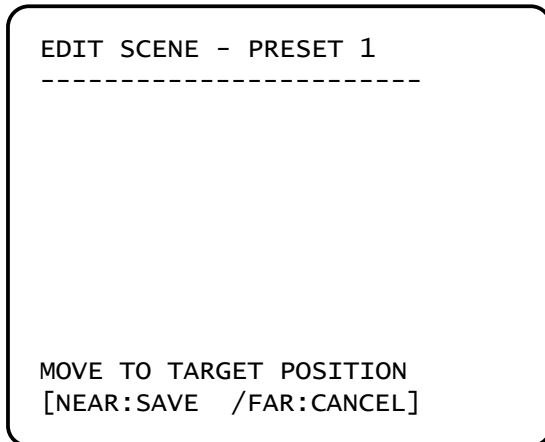 EDIT SCENE - PRESET 1
------------------------
MOVE TO TARGET POSITION
[NEAR:SAVE  /FAR:CANCEL]